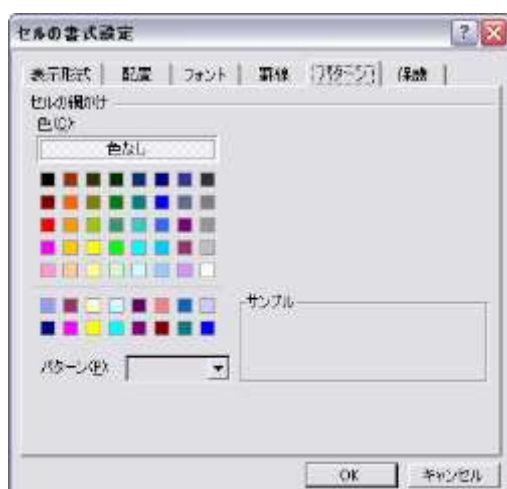 セルの書式設定
表示形式 配置 フォント 罫線 パターン 保護
セルの網かけ
色(C):
色なし
サンプル
パターン(P):
OK キャンセル